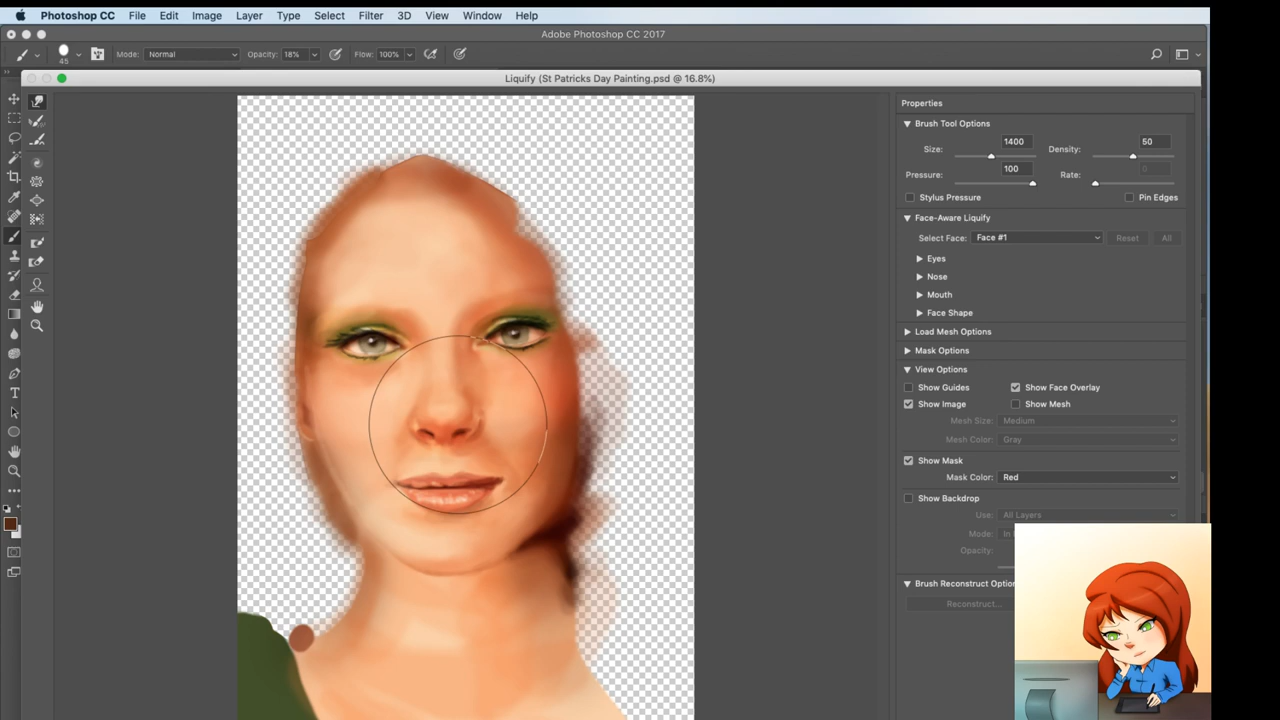 Photoshop CC File Edit Image Layer Type Select Filter 3D View Window Help
Adobe Photoshop CC 2017
45 Mode: Normal Opacity: 18% Flow: 100%
Liquify (St Patricks Day Painting.psd @ 16.8%)
Properties
Brush Tool Options
Size: 1400 Density: 50
Pressure: 100 Rate: 0
Stylus Pressure Pin Edges
Face-Aware Liquify
Select Face: Face #1 Reset All
Eyes
Nose
Mouth
Face Shape
Load Mesh Options
Mask Options
View Options
Show Guides Show Face Overlay
Show Image Show Mesh
Mesh Size: Medium
Mesh Color: Gray
Show Mask
Mask Color: Red
Show Backdrop
Use: All Layers
Mode: In
Opacity:
Brush Reconstruct Optio
Reconstruct...